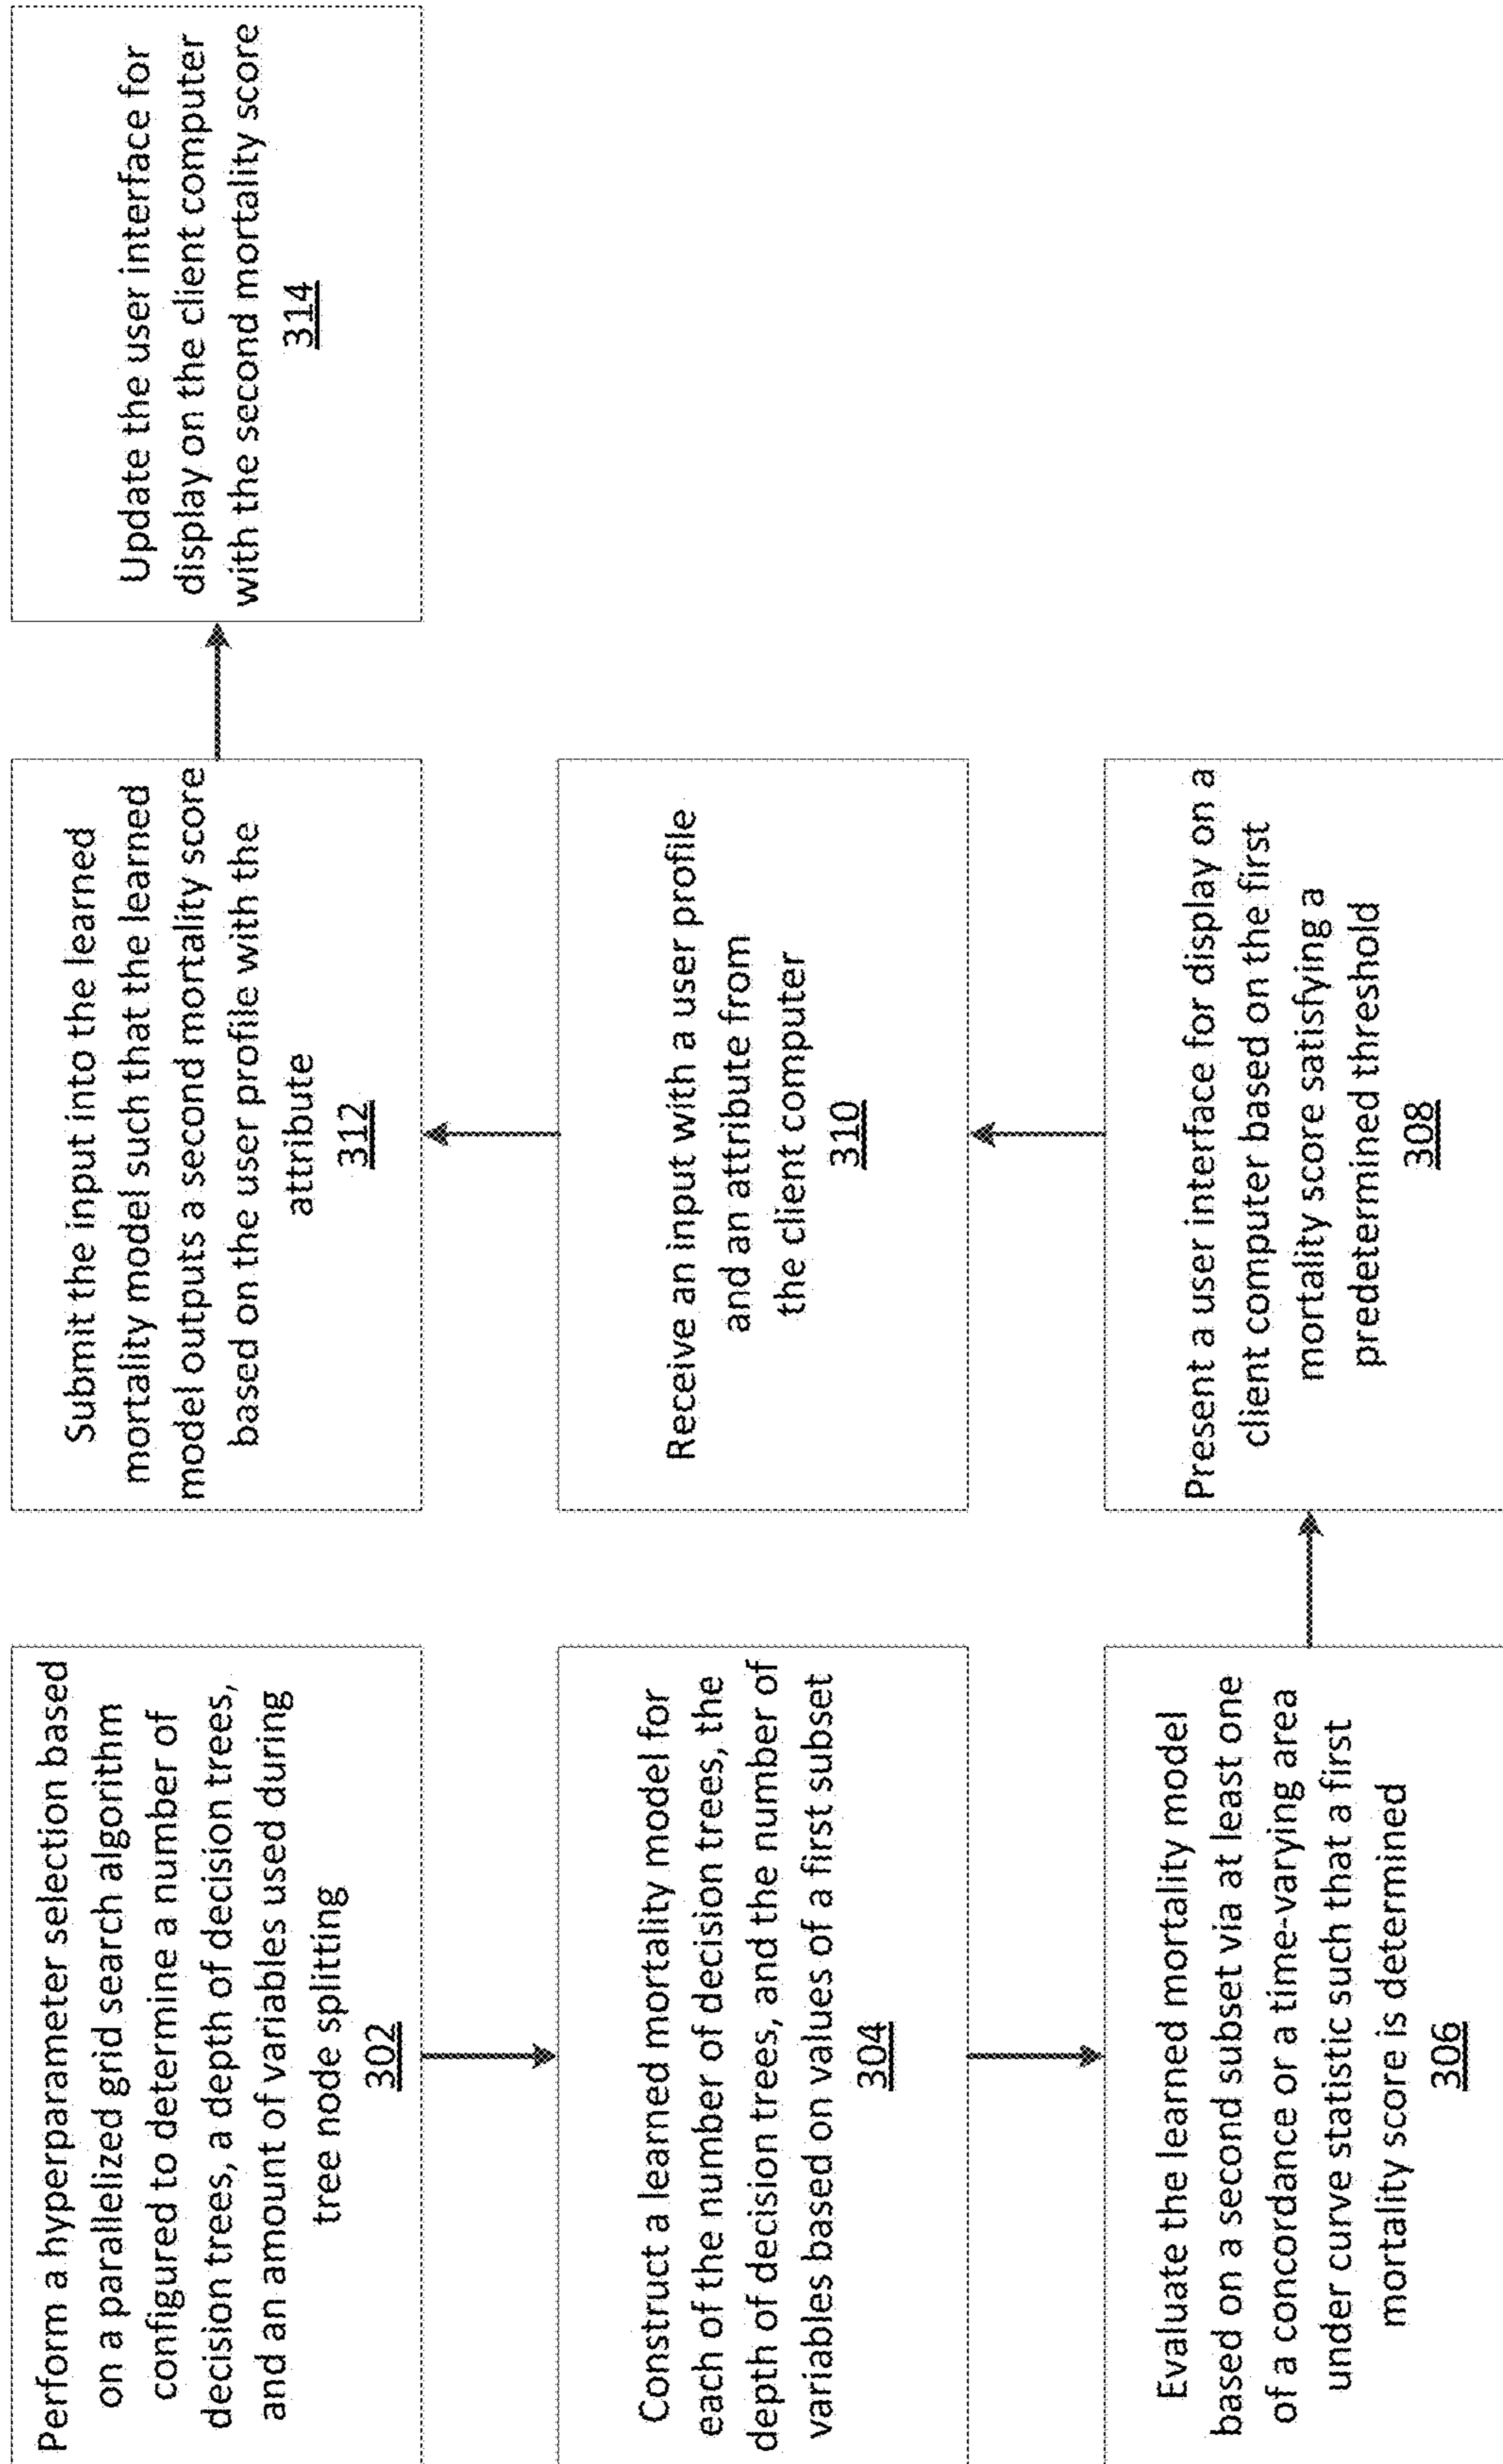 Perform a hyperparameter selection based
on a parallelized grid search algorithm
configured to determine a number of
decision trees, a depth of decision trees,
and an amount of variables used during
tree node splitting
302
Construct a learned mortality model for
each of the number of decision trees, the
depth of decision trees, and the number of
variables based on values of a first subset
304
Evaluate the learned mortality model
based on a second subset via at least one
of a concordance or a time-varying area
under curve statistic such that a first
mortality score is determined
306
Present a user interface for display on a
client computer based on the first
mortality score satisfying a
predetermined threshold
308
Receive an input with a user profile
and an attribute from
the client computer
310
Submit the input into the learned
mortality model such that the learned
model outputs a second mortality score
based on the user profile with the
attribute
312
Update the user interface for
display on the client computer
with the second mortality score
314